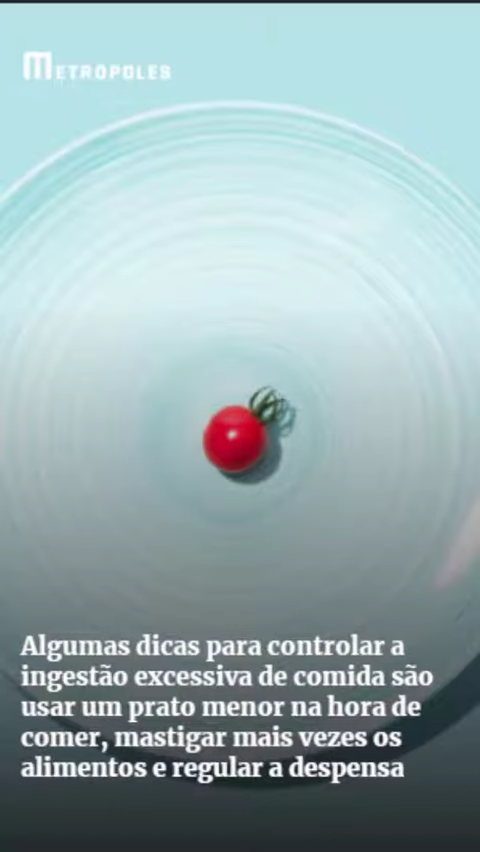 METRÓPOLES
Algumas dicas para controlar a
ingestão excessiva de comida são
usar um prato menor na hora de
comer, mastigar mais vezes os
alimentos e regular a despensa